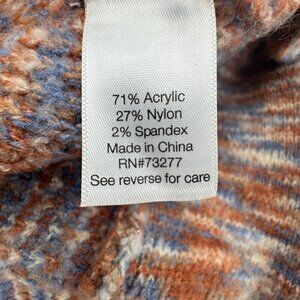 71% Acrylic
27% Nylon
2% Spandex
Made in China
RN#73277
See reverse for care